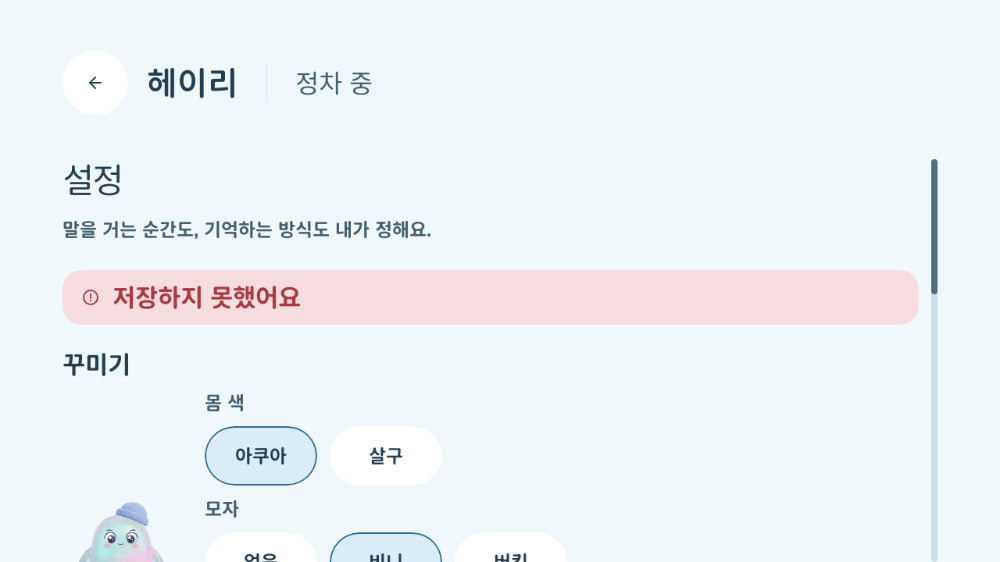 헤이리
정차 중
설정
말을 거는 순간도, 기억하는 방식도 내가 정해요.
저장하지 못했어요
꾸미기
몸 색
아쿠아
살구
모자